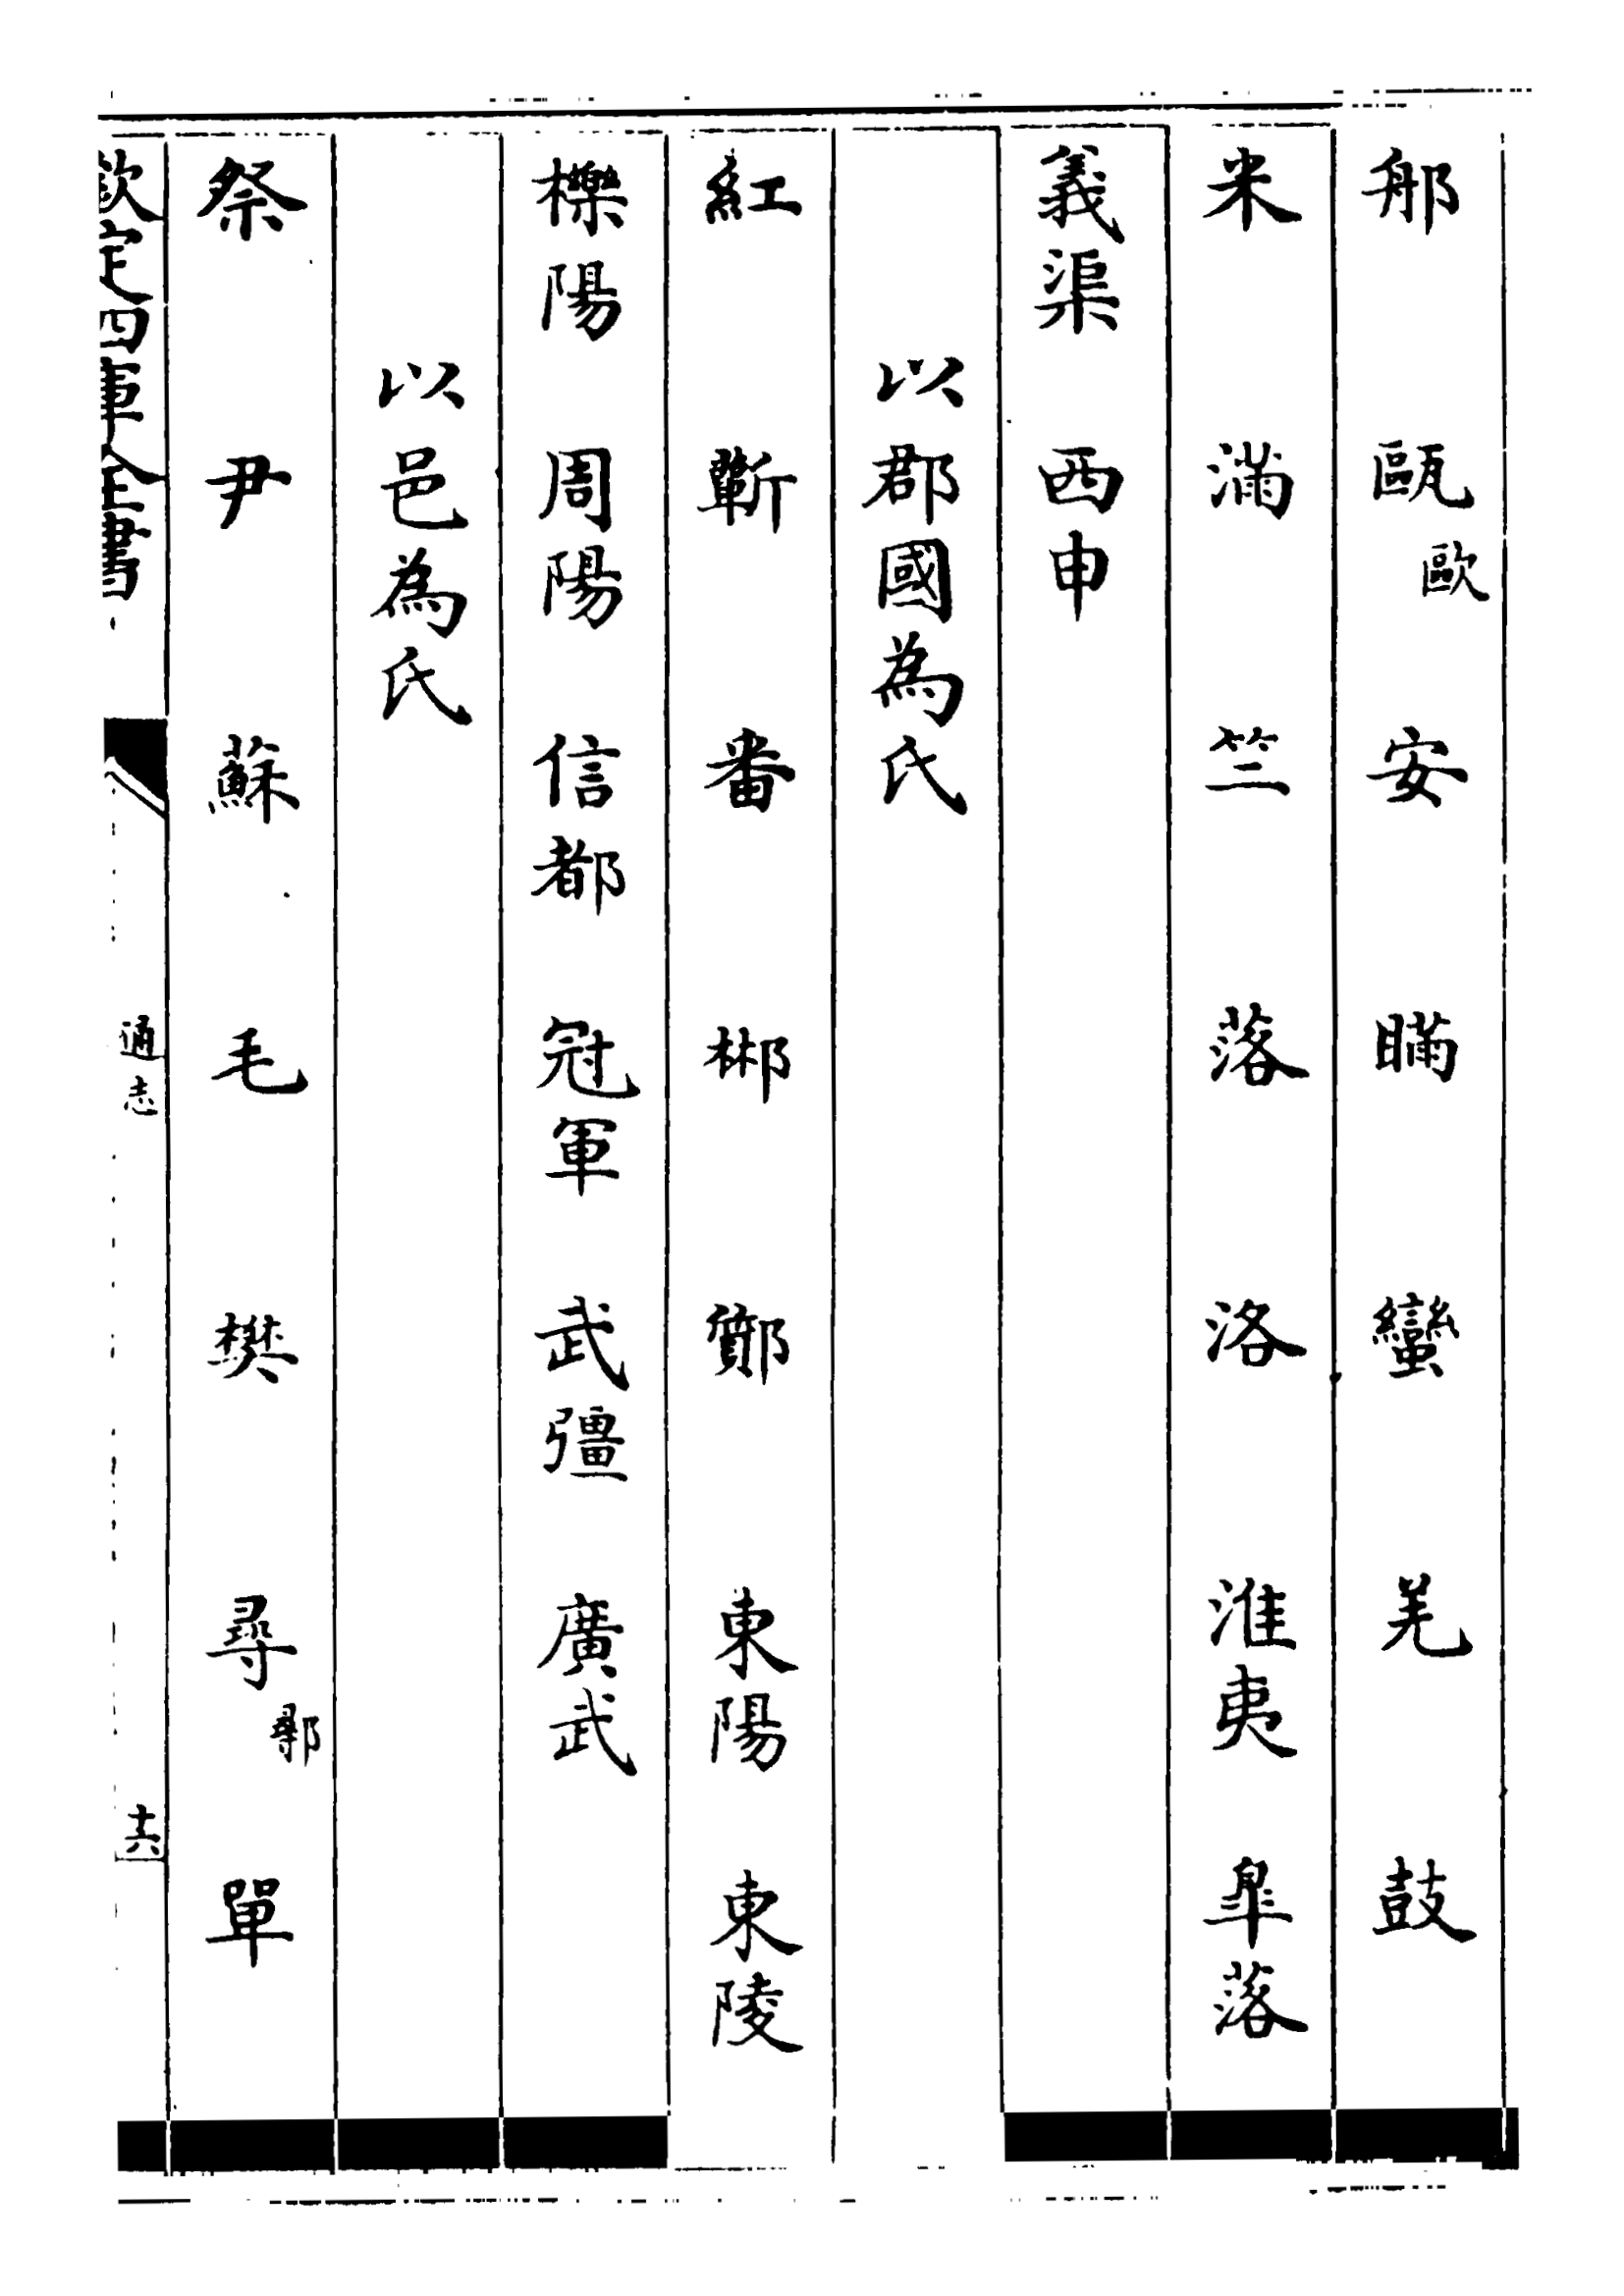 郍 甌歐 安 瞞 蠻 羌 鼓
米 滿 竺 落 洛 淮夷 臯落
義渠 西申
以郡國為氏
紅 蘄 番 郴 鄮 東陽 東陵
櫟陽 周陽 信都 冠軍 武彊 廣武
以邑為氏
祭 尹 蘇 毛 樊 尋鄩 單
欽定四庫全書 通志 十六